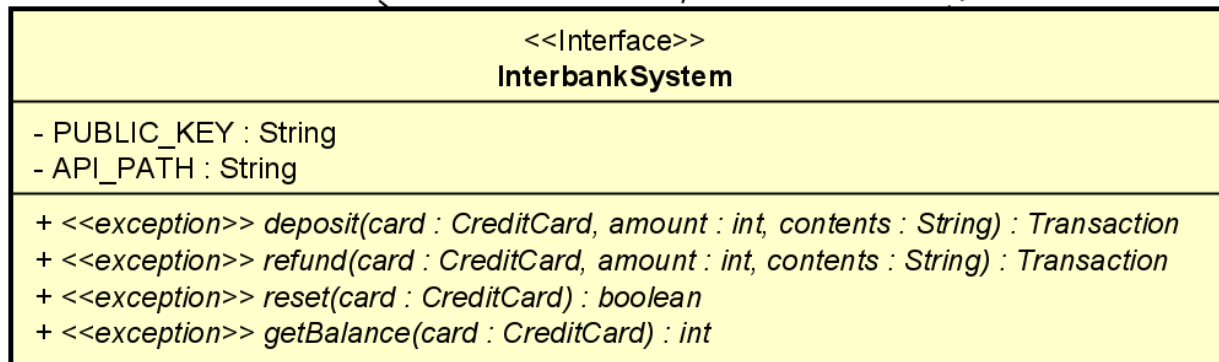 <<Interface>>
InterbankSystem
- PUBLIC_KEY : String
- API_PATH : String
+ <<exception>> deposit(card : CreditCard, amount : int, contents : String) : Transaction
+ <<exception>> refund(card : CreditCard, amount : int, contents : String) : Transaction
+ <<exception>> reset(card : CreditCard) : boolean
+ <<exception>> getBalance(card : CreditCard) : int